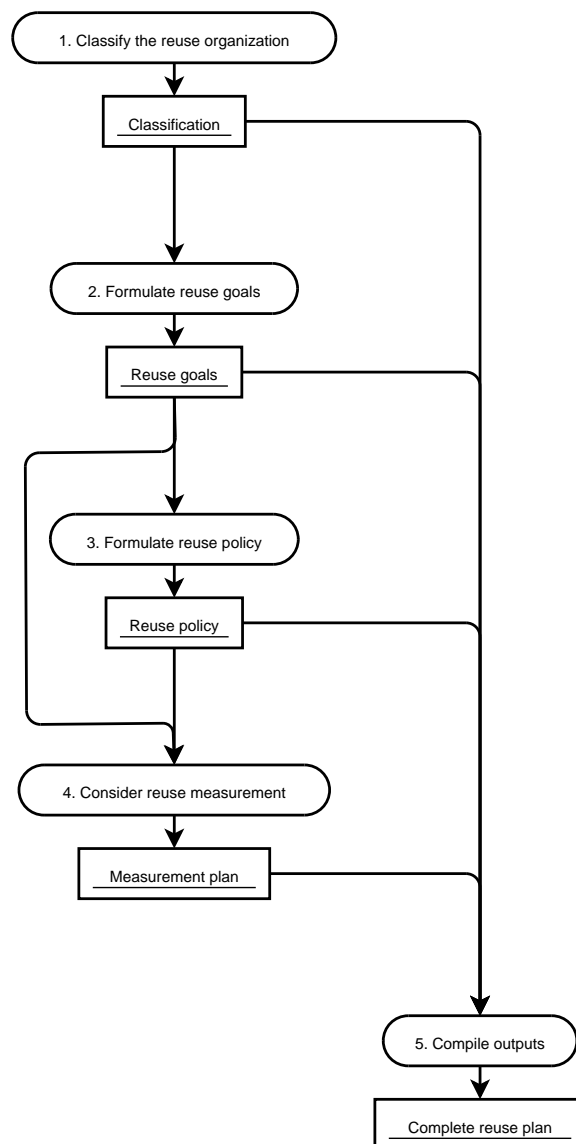 1. Classify the reuse organization
Classification
2. Formulate reuse goals
Reuse goals
3. Formulate reuse policy
Reuse policy
4. Consider reuse measurement
Measurement plan
5. Compile outputs
Complete reuse plan